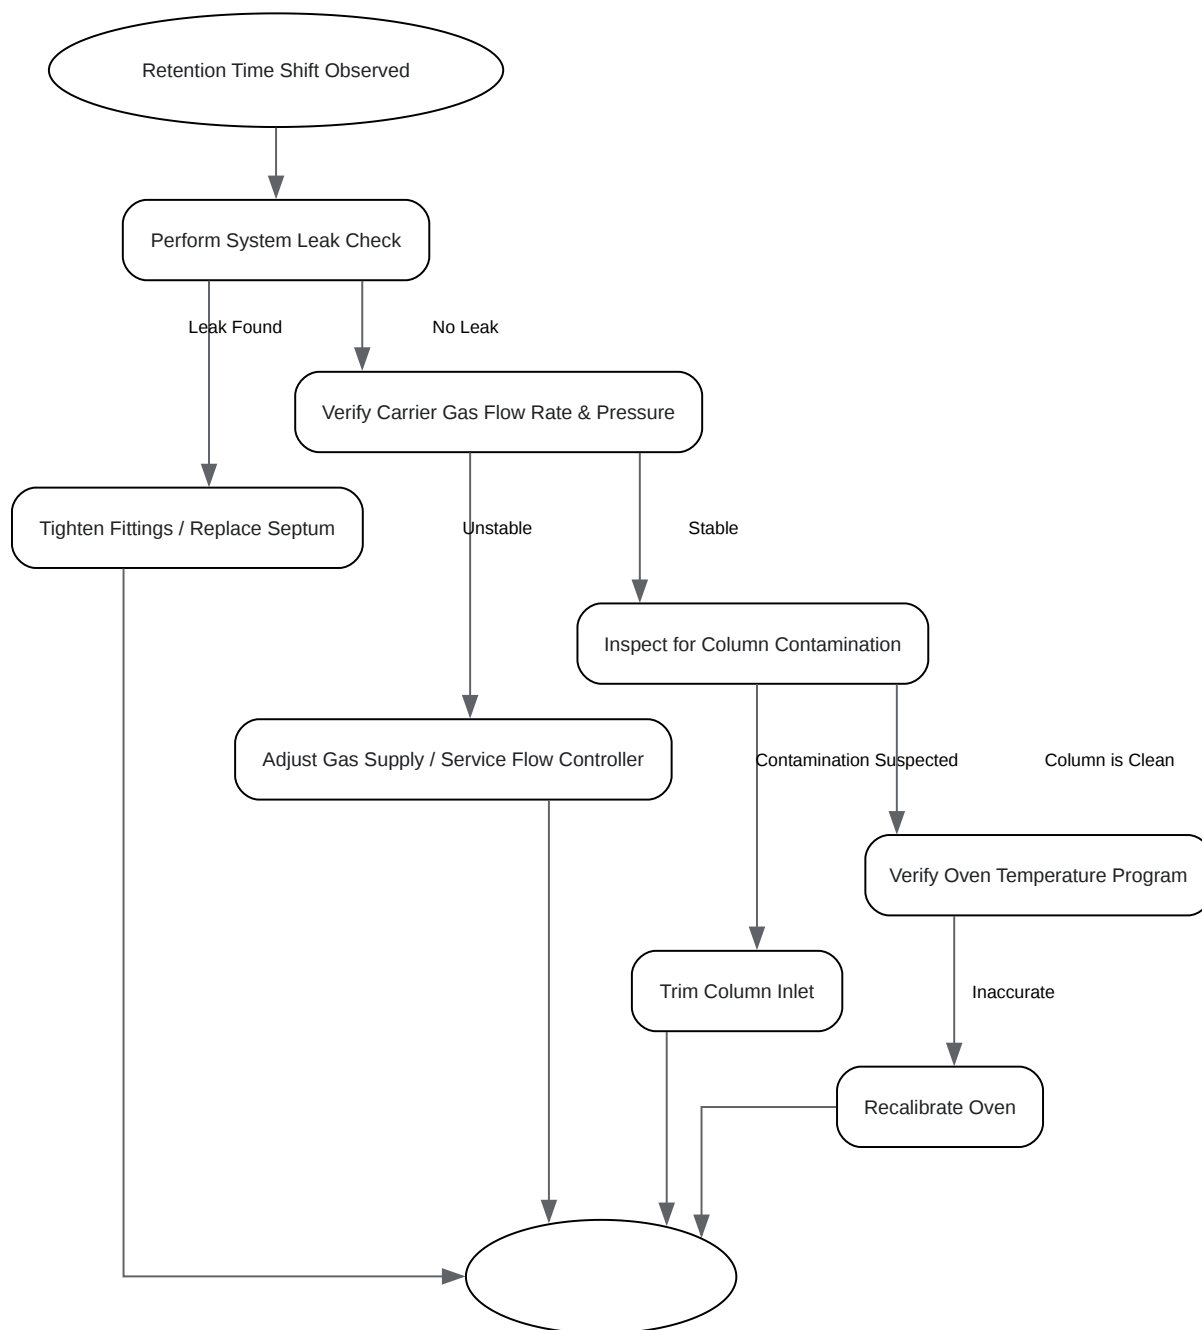 Retention Time Shift Observed
Perform System Leak Check
Leak Found
No Leak
Verify Carrier Gas Flow Rate & Pressure
Tighten Fittings / Replace Septum
Unstable
Stable
Inspect for Column Contamination
Adjust Gas Supply / Service Flow Controller
Contamination Suspected
Column is Clean
Verify Oven Temperature Program
Trim Column Inlet
Inaccurate
Recalibrate Oven